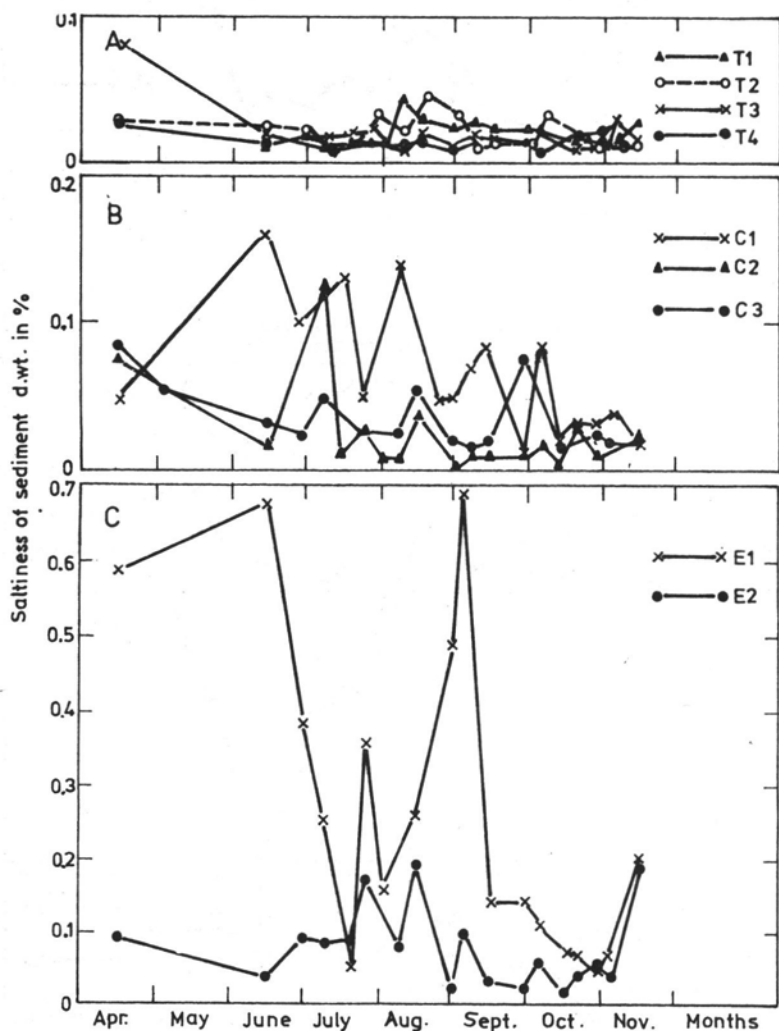 0.1
A
T1
T2
T3
T4
0
0.2
B
C1
C2
C3
0.1
0
0.7
C
E1
E2
0.6
0.5
0.4
0.3
0.2
0.1
0
Saltiness of sediment d.wt. in %
Apr. May June July Aug. Sept. Oct. Nov. Months